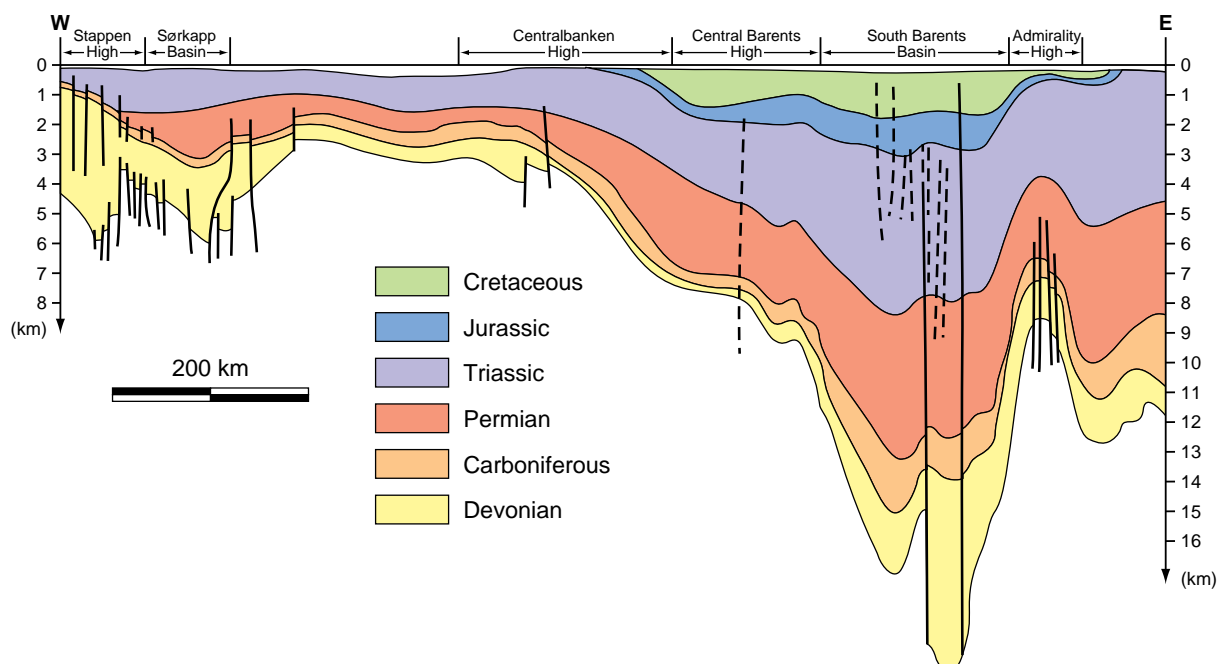 W
E
Stappen
High
Sørkapp
Basin
Centralbanken
High
Central Barents
High
South Barents
Basin
Admirality
High
0
1
2
3
4
5
6
7
8
(km)
0
1
2
3
4
5
6
7
8
9
10
11
12
13
14
15
16
(km)
200 km
Cretaceous
Jurassic
Triassic
Permian
Carboniferous
Devonian